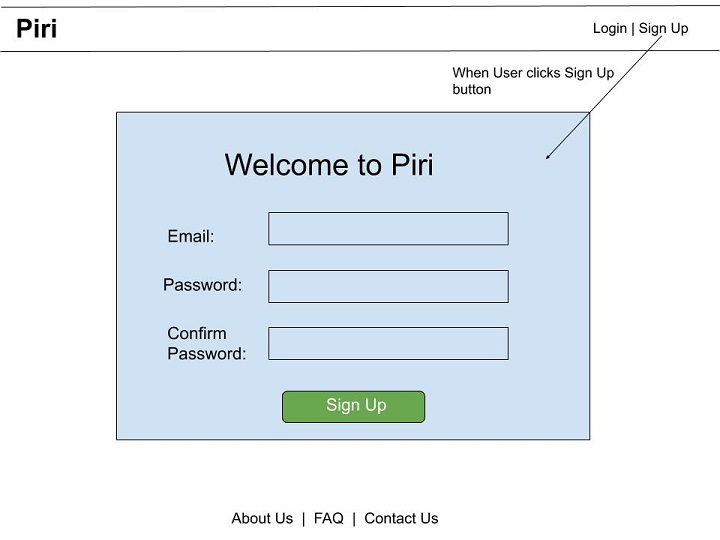 Piri
Login | Sign Up
When User clicks Sign Up
button
Welcome to Piri
Email:
Password:
Confirm
Password:
Sign Up
About Us | FAQ | Contact Us